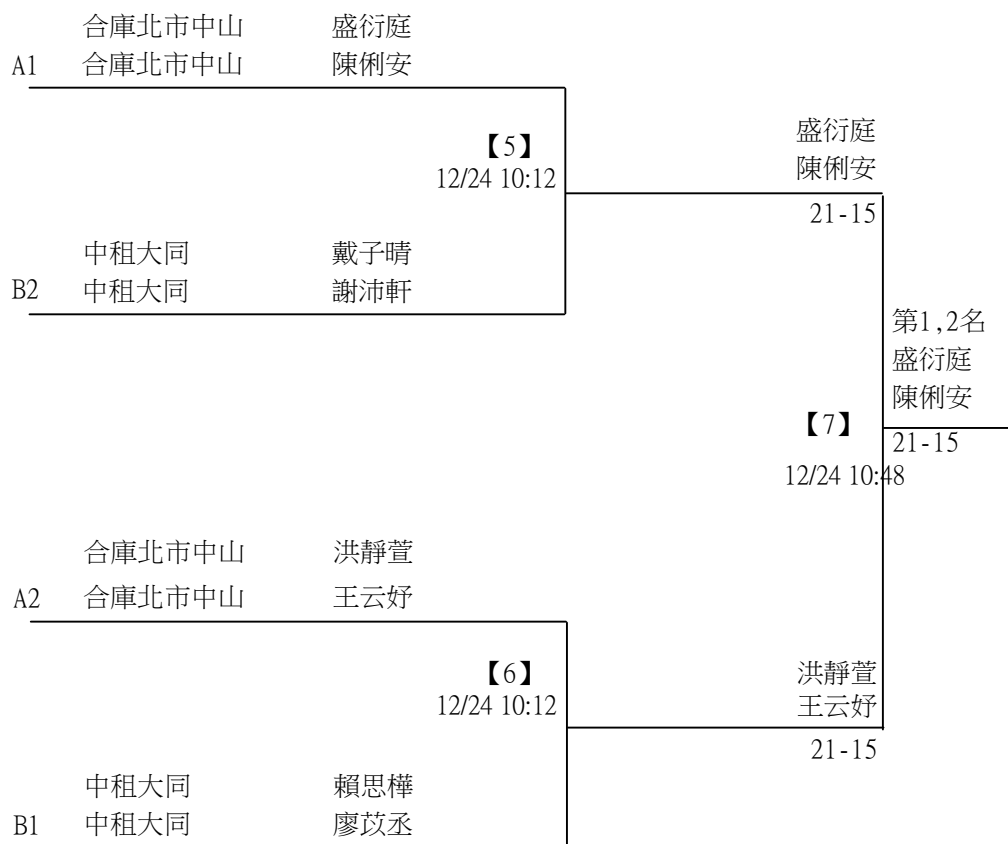 合庫北市中山 盛衍庭
A1 合庫北市中山 陳俐安
【5】
12/24 10:12
盛衍庭
陳俐安
21-15
中租大同 戴子晴
B2 中租大同 謝沛軒
第1,2名
盛衍庭
陳俐安
【7】
21-15
12/24 10:48
合庫北市中山 洪靜萱
A2 合庫北市中山 王云妤
【6】
12/24 10:12
洪靜萱
王云妤
21-15
中租大同 賴思樺
B1 中租大同 廖苡丞